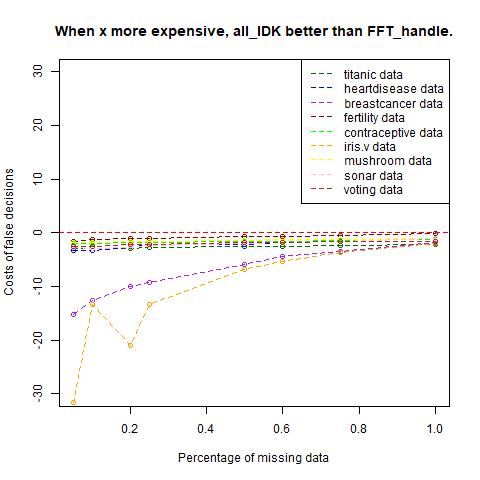 When x more expensive, all_IDK better than FFT_handle.
titanic data
heartdisease data
breastcancer data
fertility data
contraceptive data
iris.v data
mushroom data
sonar data
voting data
Costs of false decisions
30
20
10
0
-10
-20
-30
0.2 0.4 0.6 0.8 1.0
Percentage of missing data